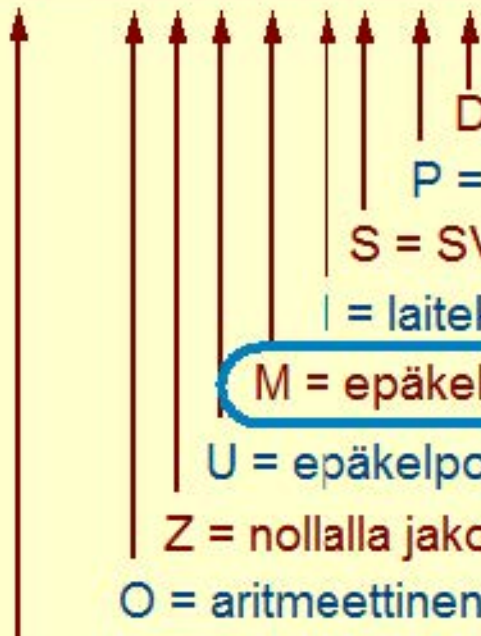 D
P =
S = SV
I = laitek
M = epäkel
U = epäkelpo
Z = nollalla jako
O = aritmeettinen